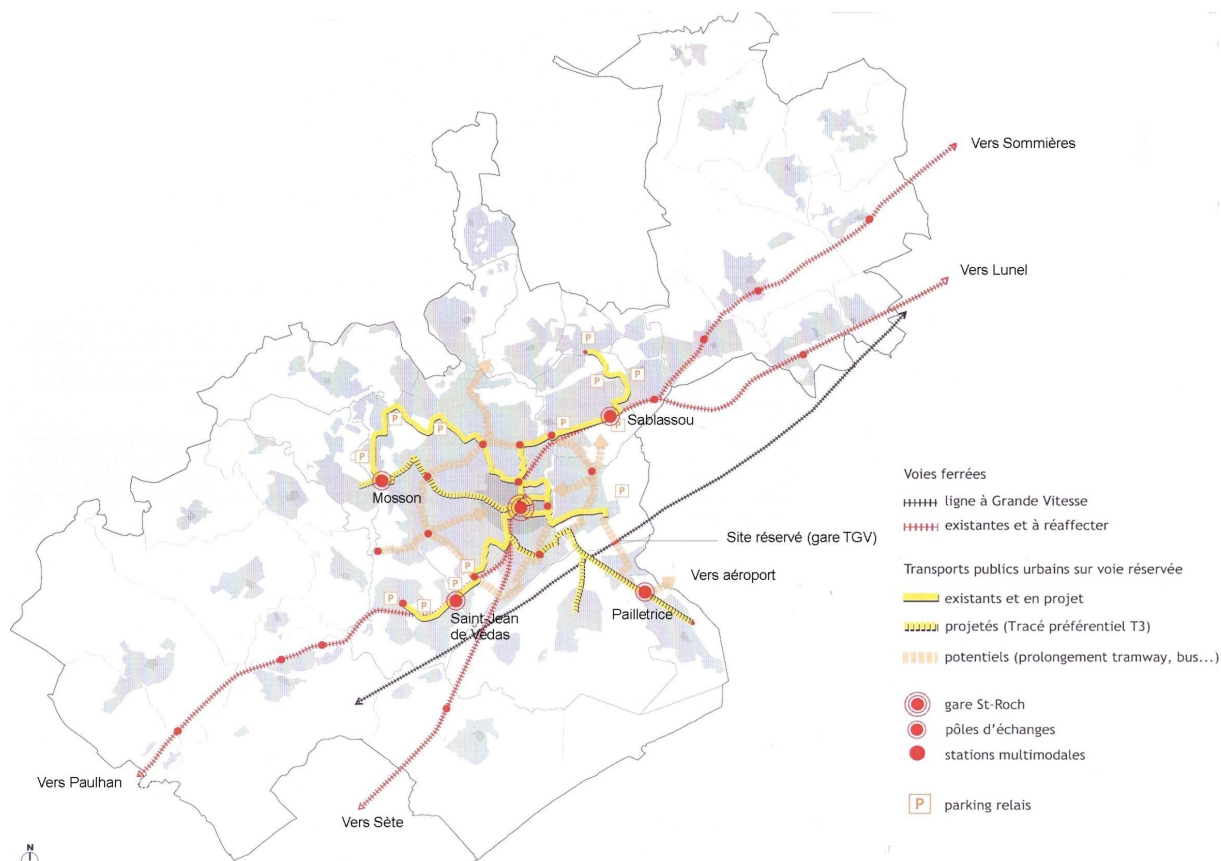 Vers Sommières
Vers Lunel
P
P
P
P
P
P
Sablassou
P
P
P
Mosson
P
Site réservé (gare TGV)
Vers aéroport
P
P
P
P
Saint-Jean
de Védas
Pailletrice
Vers Paulhan
Vers Sète
N
Voies ferrées
ligne à Grande Vitesse
existantes et à réaffecter
Transports publics urbains sur voie réservée
existants et en projet
projetés (Tracé préférentiel T3)
potentiels (prolongement tramway, bus...)
gare St-Roch
pôles d'échanges
stations multimodales
P parking relais